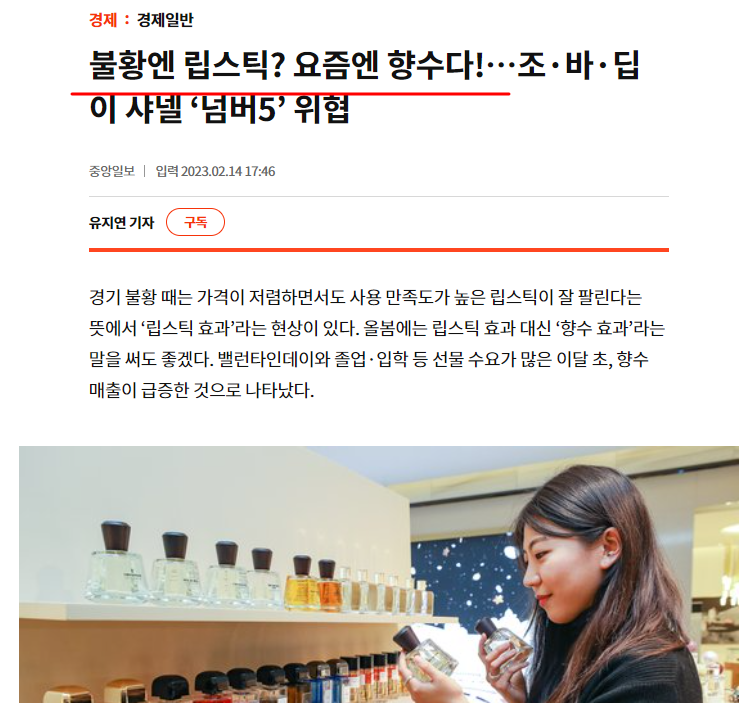 경제 : 경제일반
불황엔 립스틱? 요즘엔 향수다!…조·바·딥
이 샤넬 ‘넘버5’ 위협
중앙일보 | 입력 2023.02.14 17:46
유지연 기자 구독
경기 불황 때는 가격이 저렴하면서도 사용 만족도가 높은 립스틱이 잘 팔린다는
뜻에서 ‘립스틱 효과’라는 현상이 있다. 올봄에는 립스틱 효과 대신 ‘향수 효과’라는
말을 써도 좋겠다. 밸런타인데이와 졸업·입학 등 선물 수요가 많은 이달 초, 향수
매출이 급증한 것으로 나타났다.